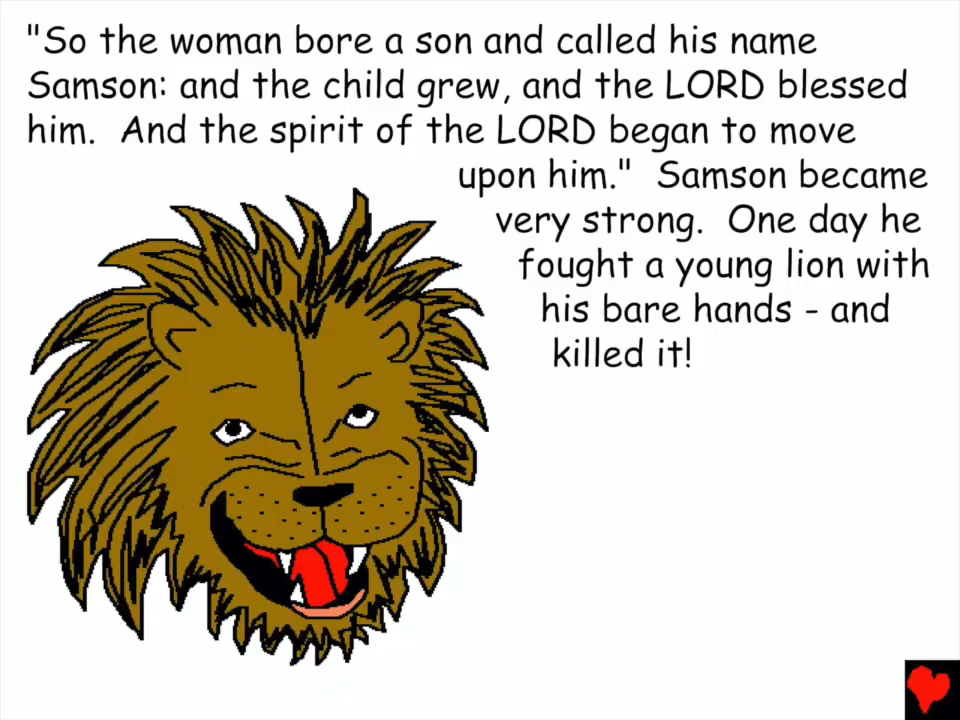 "So the woman bore a son and called his name
Samson: and the child grew, and the LORD blessed
him.  And the spirit of the LORD began to move
upon him."  Samson became
very strong.  One day he
fought a young lion with
his bare hands - and
killed it!